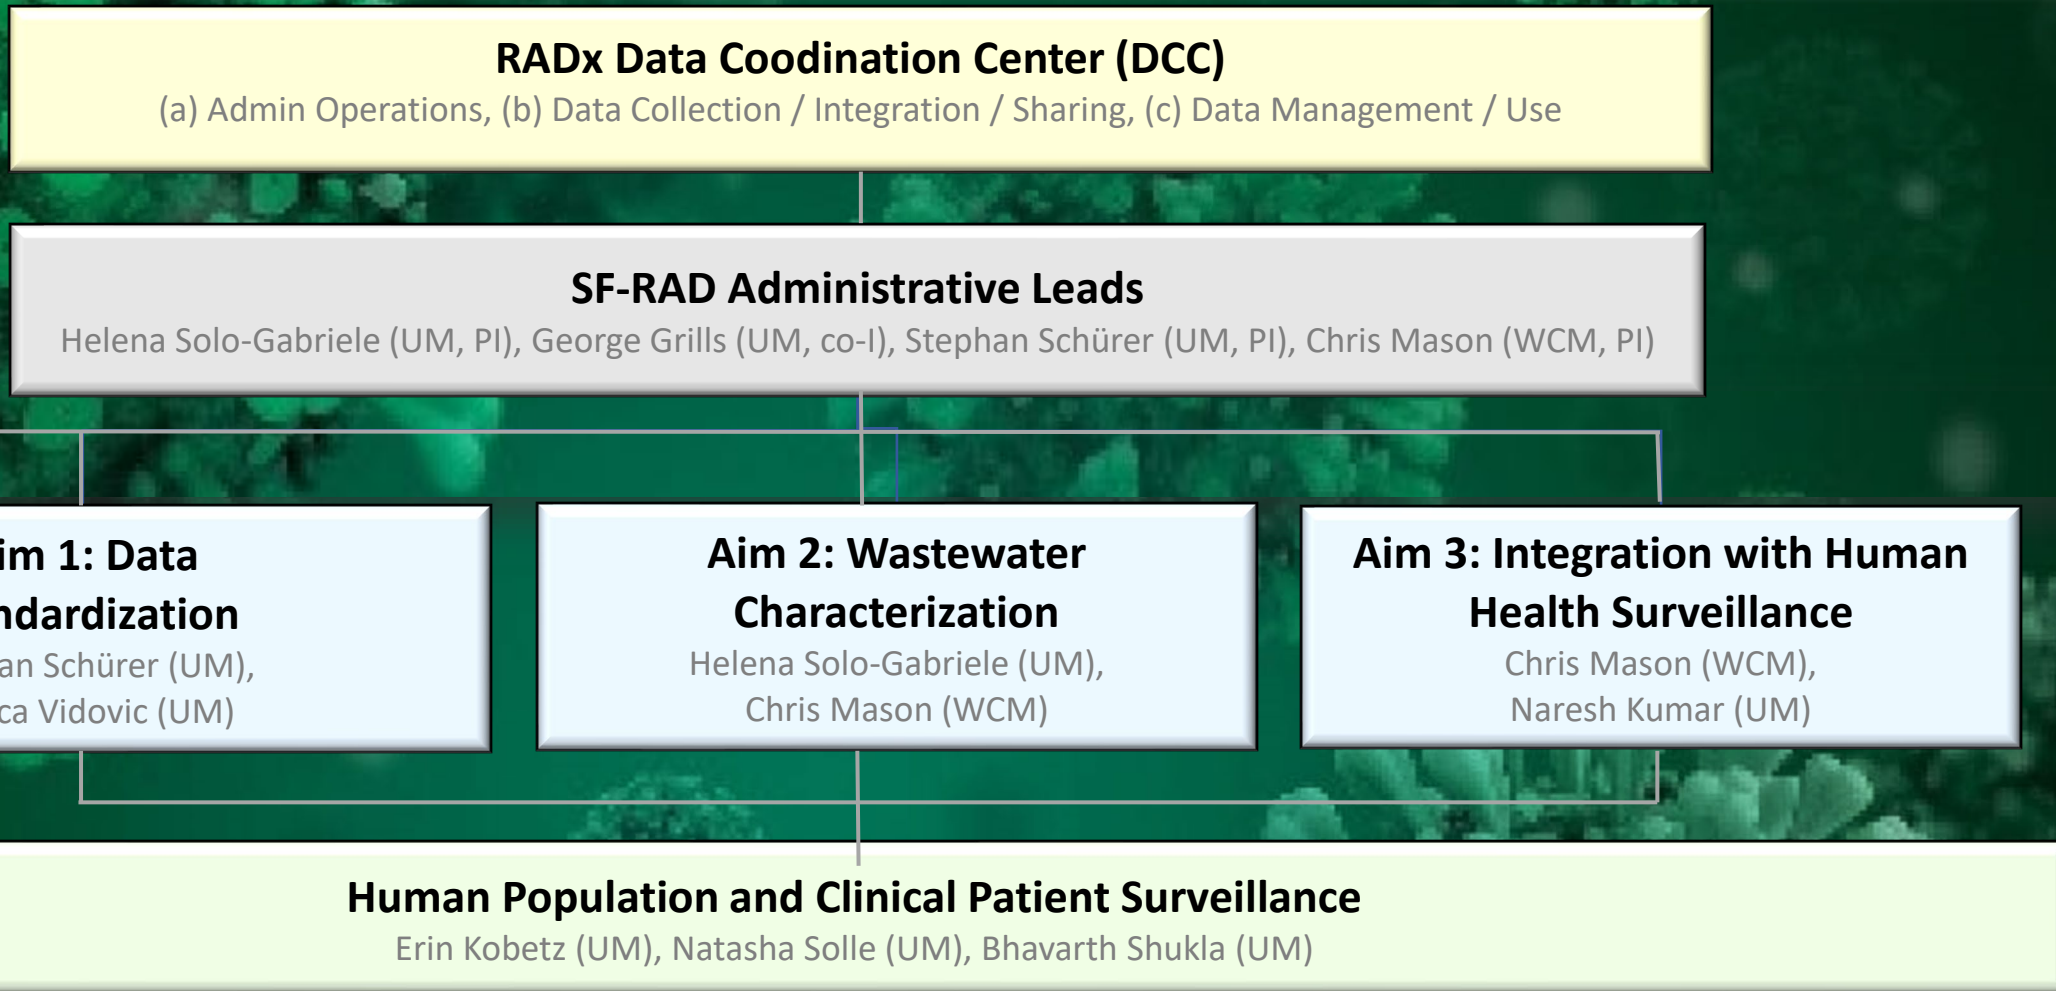 RADx Data Coodination Center (DCC)
(a) Admin Operations, (b) Data Collection / Integration / Sharing, (c) Data Management / Use
SF-RAD Administrative Leads
Helena Solo-Gabriele (UM, PI), George Grills (UM, co-I), Stephan Schürer (UM, PI), Chris Mason (WCM, PI)
im 1: Data
ndardization
an Schürer (UM),
ca Vidovic (UM)
Aim 2: Wastewater
Characterization
Helena Solo-Gabriele (UM),
Chris Mason (WCM)
Aim 3: Integration with Human
Health Surveillance
Chris Mason (WCM),
Naresh Kumar (UM)
Human Population and Clinical Patient Surveillance
Erin Kobetz (UM), Natasha Solle (UM), Bhavarth Shukla (UM)